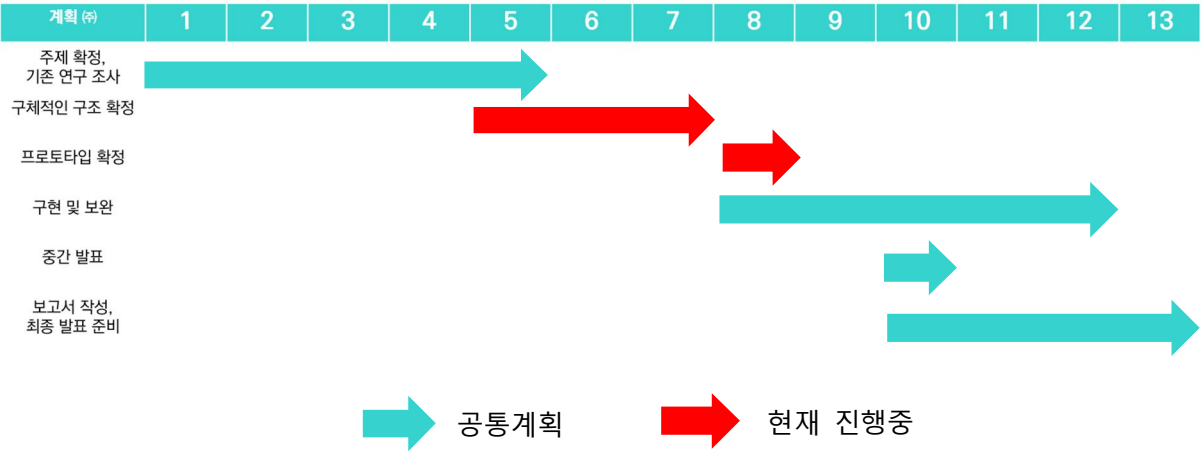 계획 ㈜ 1 2 3 4 5 6 7 8 9 10 11 12 13
주제 확정,
기존 연구 조사
구체적인 구조 확정
프로토타입 확정
구현 및 보완
중간 발표
보고서 작성,
최종 발표 준비
공통계획 현재 진행중